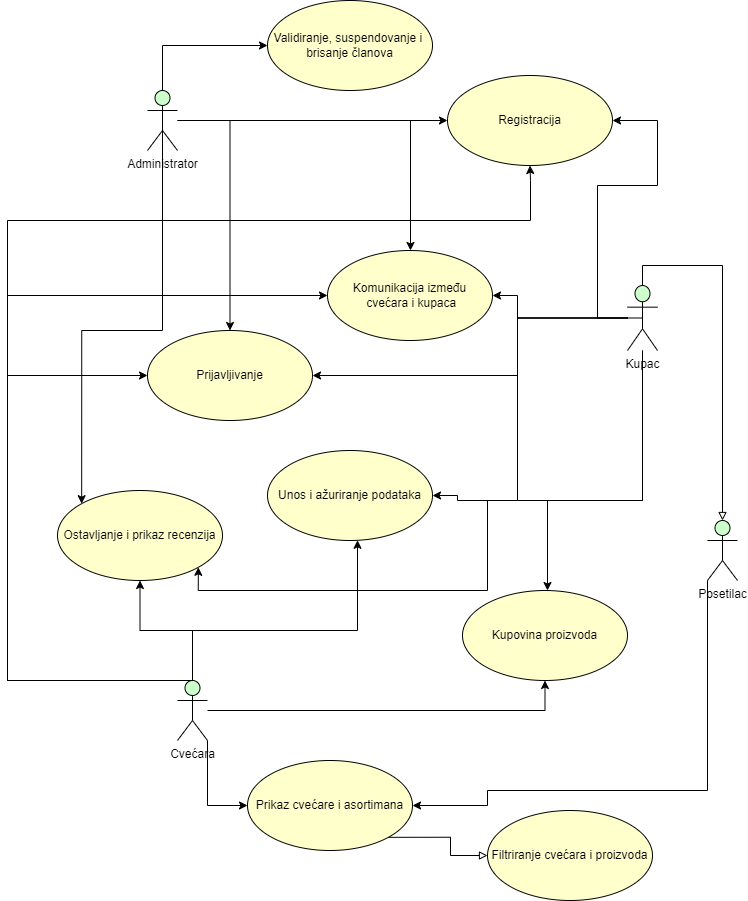 Validiranje, suspendovanje i
brisanje članova
Registracija
Administrator
Komunikacija između
cvećara i kupaca
Kupac
Prijavljivanje
Unos i ažuriranje podataka
Ostavljanje i prikaz recenzija
Posetilac
Kupovina proizvoda
Cvećara
Prikaz cvećare i asortimana
Filtriranje cvećara i proizvoda